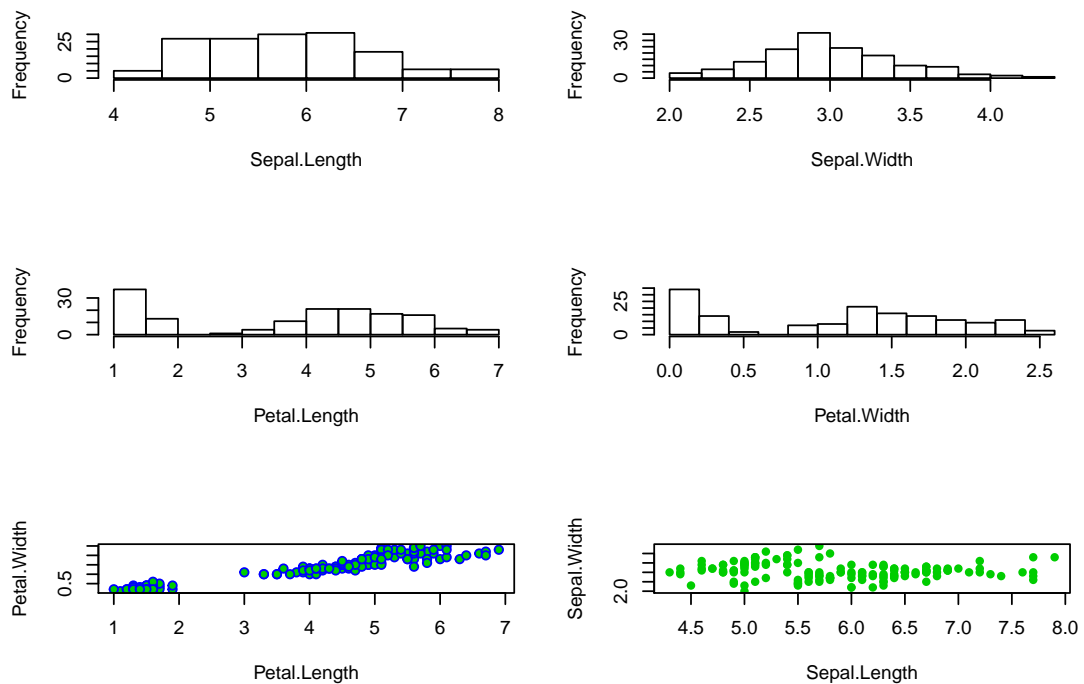 Frequency
25
0
4 5 6 7 8
Sepal.Length
Frequency
30
0
2.0 2.5 3.0 3.5 4.0
Sepal.Width
Frequency
30
0
1 2 3 4 5 6 7
Petal.Length
Frequency
25
0
0.0 0.5 1.0 1.5 2.0 2.5
Petal.Width
Petal.Width
0.5
1 2 3 4 5 6 7
Petal.Length
Sepal.Width
2.0
4.5 5.0 5.5 6.0 6.5 7.0 7.5 8.0
Sepal.Length